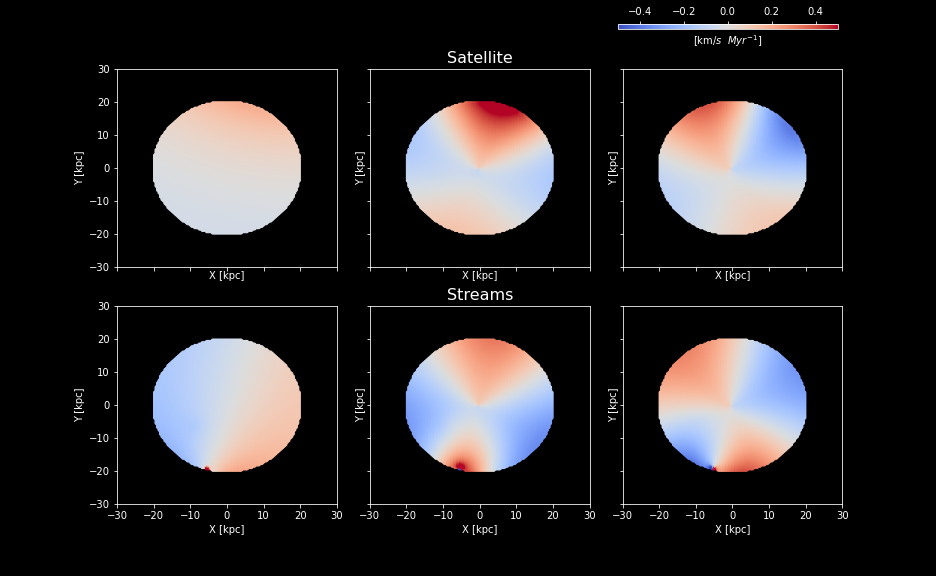 −0.4 −0.2 0.0 0.2 0.4
[km/s Myr⁻¹]
Satellite
30
20
10
0
−10
−20
−30
Y [kpc]
Y [kpc]
Y [kpc]
X [kpc]
X [kpc]
X [kpc]
Streams
30
20
10
0
−10
−20
−30
Y [kpc]
Y [kpc]
Y [kpc]
−30 −20 −10 0 10 20 30
−30 −20 −10 0 10 20 30
−30 −20 −10 0 10 20 30
X [kpc]
X [kpc]
X [kpc]